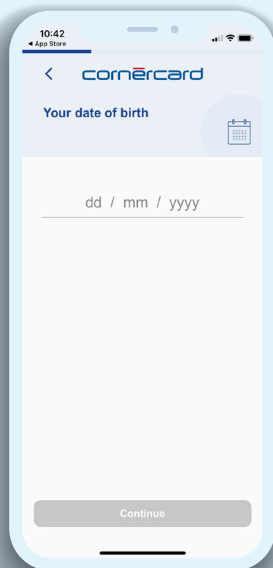 10:42
◀ App Store
cornèrcard
Your date of birth
dd / mm / yyyy
Continue